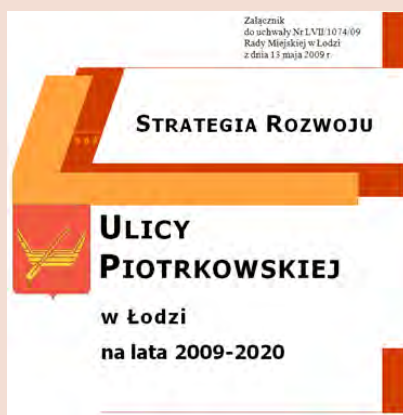 Załącznik
do uchwały Nr LVII/1074/09
Rady Miejskiej w Łodzi
z dnia 13 maja 2009 r.
STRATEGIA ROZWOJU
ULICY
PIOTRKOWSKIEJ
w Łodzi
na lata 2009-2020